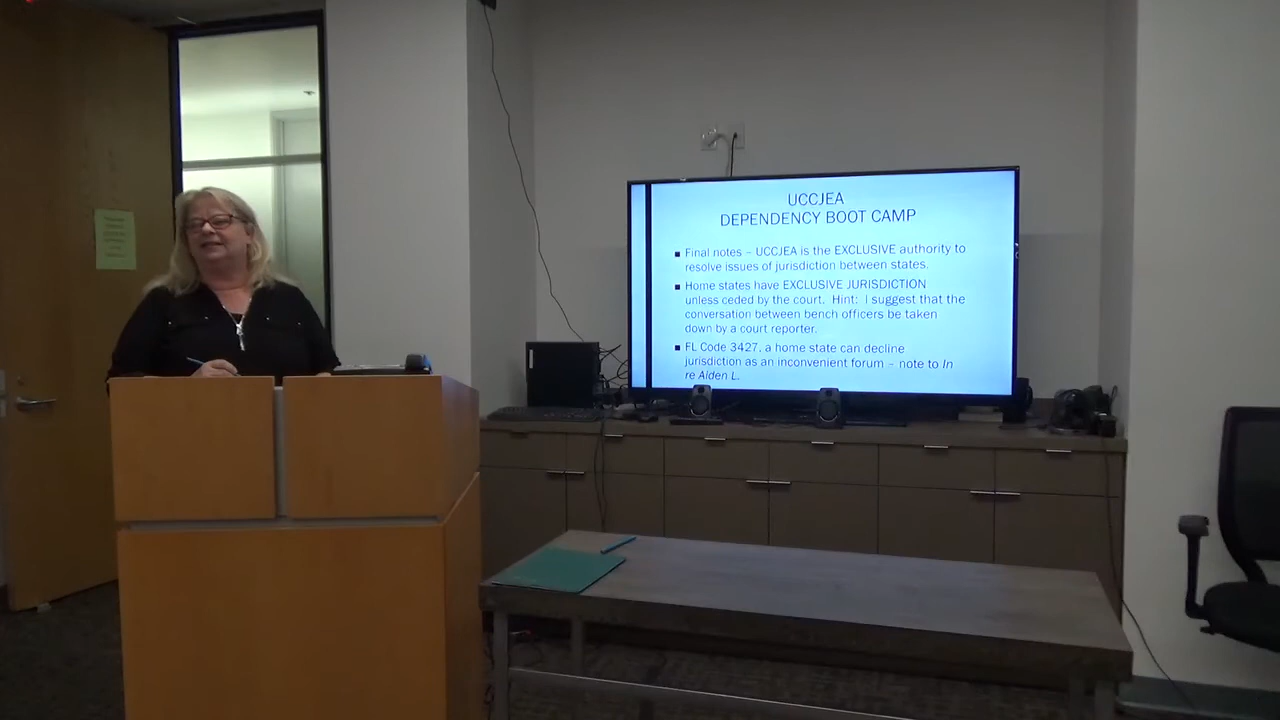 UCCJEA
DEPENDENCY BOOT CAMP
■ Final notes – UCCJEA is the EXCLUSIVE authority to
resolve issues of jurisdiction between states.
■ Home states have EXCLUSIVE JURISDICTION
unless ceded by the court. Hint: I suggest that the
conversation between bench officers be taken
down by a court reporter.
■ FL Code 3427, a home state can decline
jurisdiction as an inconvenient forum – note to In
re Aiden L.